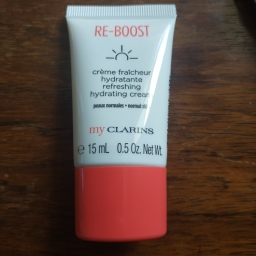 RE-BOOST
crème fraîcheur
hydratante
refreshing
hydrating cream
peaux normales • normal skin
my CLARINS
e 15 mL 0.5 Oz. Net Wt.